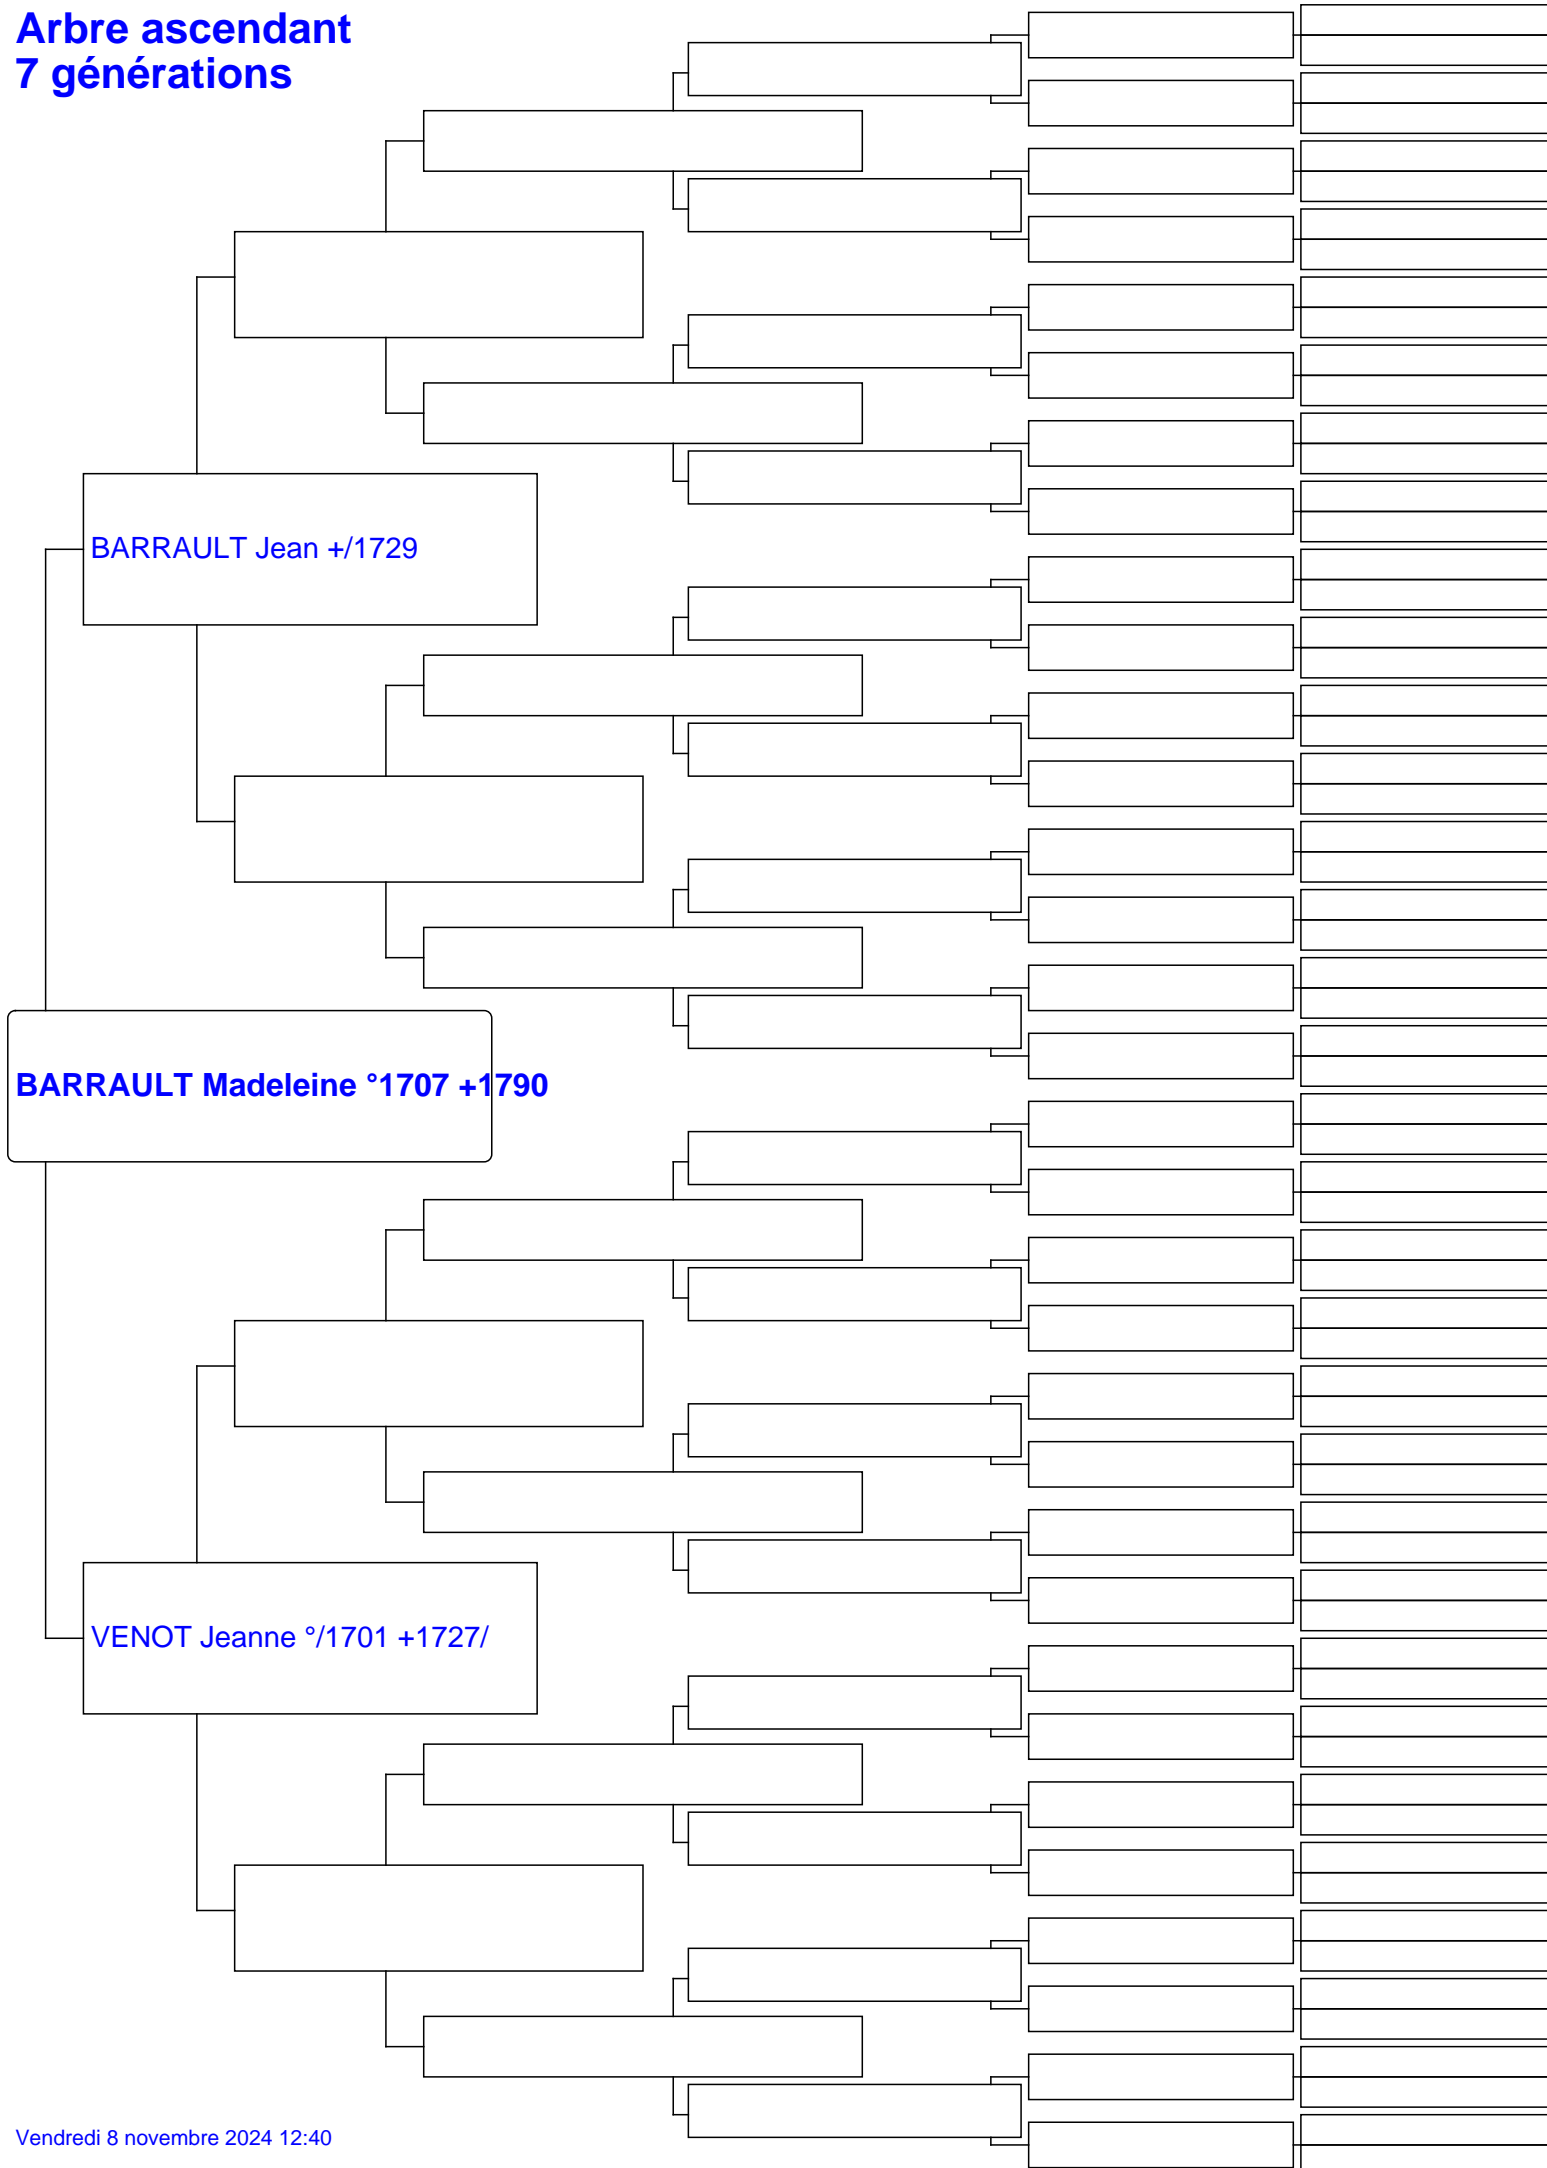 Arbre ascendant
7 générations
BARRAULT Jean +/1729
BARRAULT Madeleine °1707 +1790
VENOT Jeanne °/1701 +1727/
Vendredi 8 novembre 2024 12:40